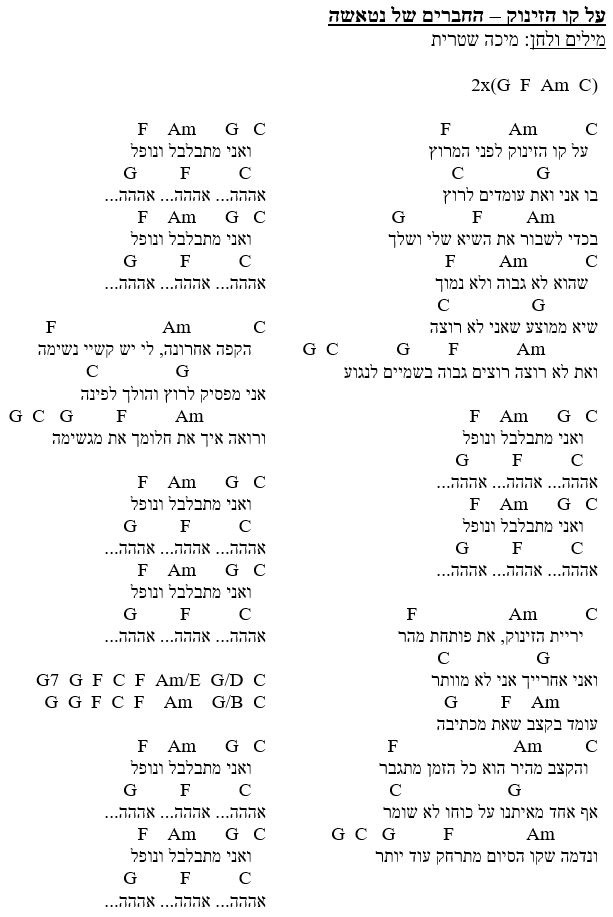 על קו הזינוק – החברים של נטאשה
מילים ולחן: מיכה שטרית
2x(G F Am C)
F Am C
על קו הזינוק לפני המרוץ
C G
בו אני ואת עומדים לרוץ
G F Am
בכדי לשבור את השיא שלי ושלך
F Am C
שהוא לא גבוה ולא נמוך
C G
שיא ממוצע שאני לא רוצה
G C G F Am
ואת לא רוצה רוצים גבוה בשמיים לנגוע
F Am G C
ואני מתבלבל ונופל
G F C
אההה... אההה... אההה...
F Am G C
ואני מתבלבל ונופל
G F C
אההה... אההה... אההה...
F Am C
יריית הזינוק, את פותחת מהר
C G
ואני אחרייך אני לא מוותר
G F Am
עומד בקצב שאת מכתיבה
F Am C
והקצב מהיר הוא כל הזמן מתגבר
C G
אף אחד מאיתנו על כוחו לא שומר
G C G F Am
ונדמה שקו הסיום מתרחק עוד יותר
F Am G C
ואני מתבלבל ונופל
G F C
אההה... אההה... אההה...
F Am G C
ואני מתבלבל ונופל
G F C
אההה... אההה... אההה...
F Am C
הקפה אחרונה, לי יש קשיי נשימה
C G
אני מפסיק לרוץ והולך לפינה
G C G F Am
ורואה איך את חלומך את מגשימה
F Am G C
ואני מתבלבל ונופל
G F C
אההה... אההה... אההה...
F Am G C
ואני מתבלבל ונופל
G F C
אההה... אההה... אההה...
G7 G F C F Am/E G/D C
G G F C F Am G/B C
F Am G C
ואני מתבלבל ונופל
G F C
אההה... אההה... אההה...
F Am G C
ואני מתבלבל ונופל
G F C
אההה... אההה... אההה...